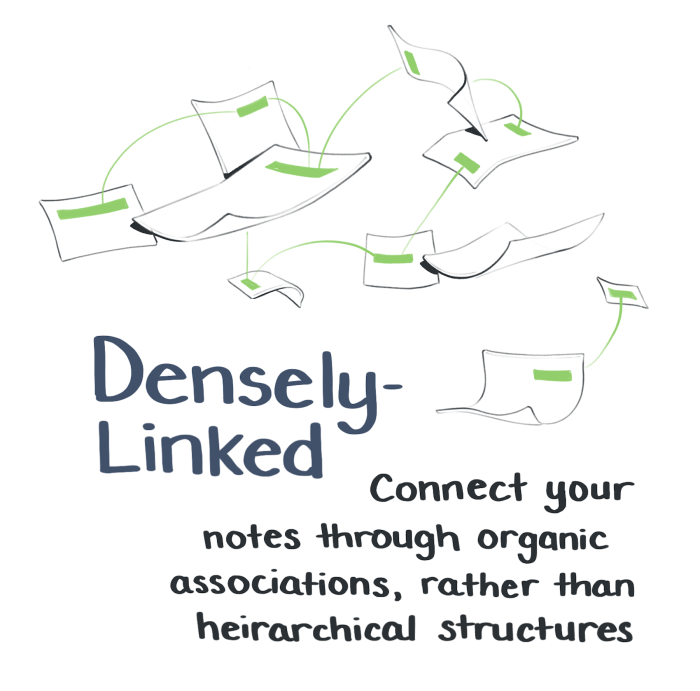 Densely-
Linked
Connect your
notes through organic
associations, rather than
heirarchical structures